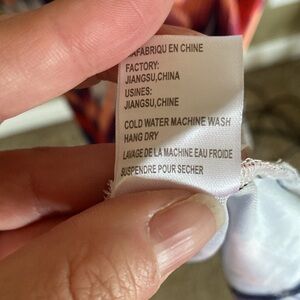 FABRIQU EN CHINE
FACTORY:
JIANGSU,CHINA
USINES:
JIANGSU,CHINE
COLD WATER MACHINE WASH
HANG DRY
LAVAGE DE LA MACHINE EAU FROIDE
SUSPENDRE POUR SECHER